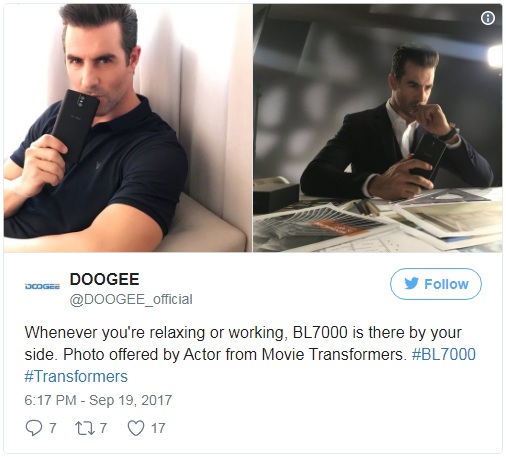 DOOGEE
DOOGEE
@DOOGEE_official
Follow
Whenever you're relaxing or working, BL7000 is there by your
side. Photo offered by Actor from Movie Transformers. #BL7000
#Transformers
6:17 PM - Sep 19, 2017
7 7 17